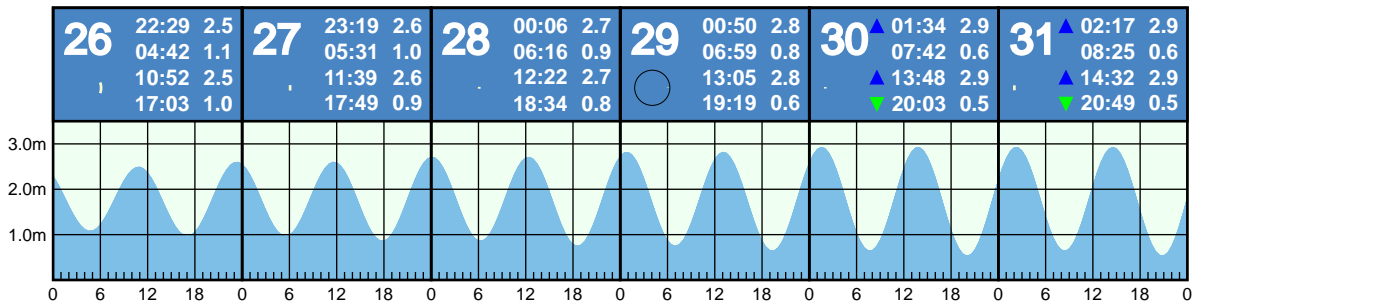 26 22:29 2.5
04:42 1.1
10:52 2.5
17:03 1.0
27 23:19 2.6
05:31 1.0
11:39 2.6
17:49 0.9
28 00:06 2.7
06:16 0.9
12:22 2.7
18:34 0.8
29 00:50 2.8
06:59 0.8
13:05 2.8
19:19 0.6
30 ▲ 01:34 2.9
07:42 0.6
▲ 13:48 2.9
▼ 20:03 0.5
31 ▲ 02:17 2.9
08:25 0.6
▲ 14:32 2.9
▼ 20:49 0.5
3.0m
2.0m
1.0m
0 6 12 18 0 6 12 18 0 6 12 18 0 6 12 18 0 6 12 18 0 6 12 18 0